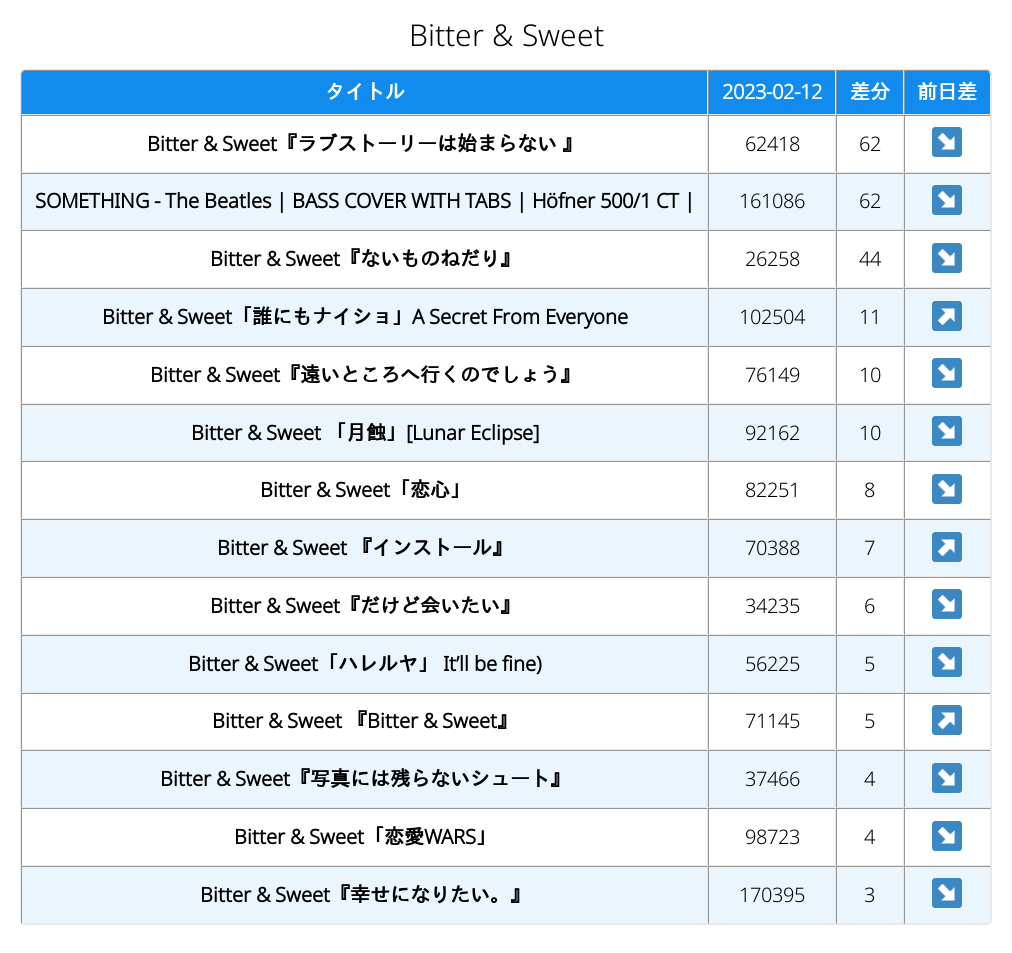 Bitter & Sweet
タイトル 2023-02-12 差分 前日差
Bitter & Sweet『ラブストーリーは始まらない 』 62418 62 ↘
SOMETHING - The Beatles | BASS COVER WITH TABS | Höfner 500/1 CT | 161086 62 ↘
Bitter & Sweet『ないものねだり』 26258 44 ↘
Bitter & Sweet「誰にもナイショ」A Secret From Everyone 102504 11 ↗
Bitter & Sweet『遠いところへ行くのでしょう』 76149 10 ↘
Bitter & Sweet 「月蝕」[Lunar Eclipse] 92162 10 ↘
Bitter & Sweet「恋心」 82251 8 ↘
Bitter & Sweet 『インストール』 70388 7 ↗
Bitter & Sweet『だけど会いたい』 34235 6 ↘
Bitter & Sweet「ハレルヤ」 It’ll be fine) 56225 5 ↘
Bitter & Sweet 『Bitter & Sweet』 71145 5 ↗
Bitter & Sweet『写真には残らないシュート』 37466 4 ↘
Bitter & Sweet「恋愛WARS」 98723 4 ↘
Bitter & Sweet『幸せになりたい。』 170395 3 ↘